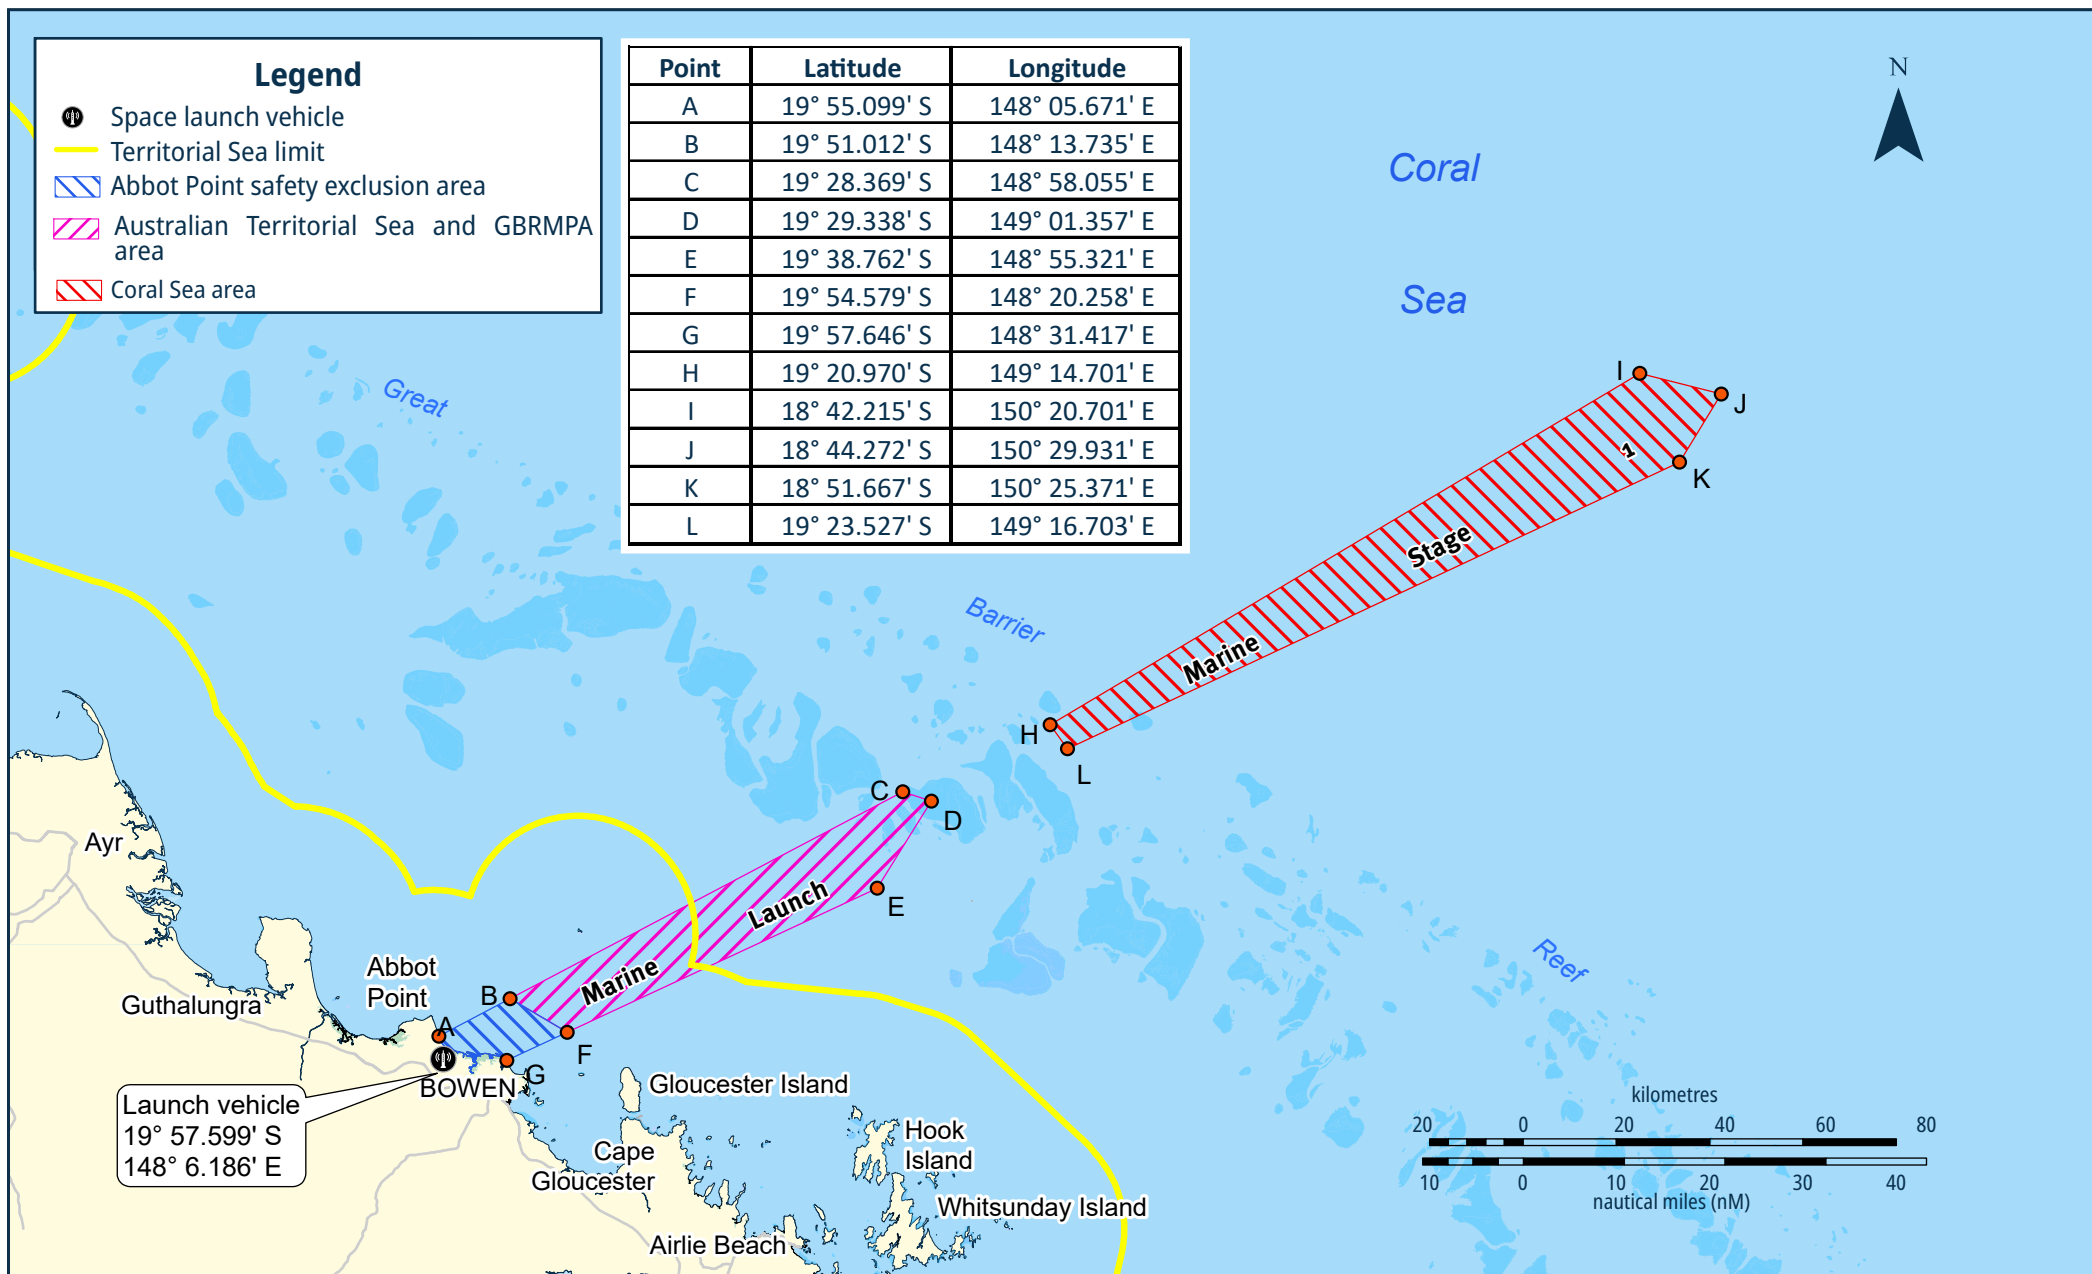 Legend
Space launch vehicle
Territorial Sea limit
Abbot Point safety exclusion area
Australian Territorial Sea and GBRMPA
area
Coral Sea area
Point Latitude Longitude
A 19° 55.099' S 148° 05.671' E
B 19° 51.012' S 148° 13.735' E
C 19° 28.369' S 148° 58.055' E
D 19° 29.338' S 149° 01.357' E
E 19° 38.762' S 148° 55.321' E
F 19° 54.579' S 148° 20.258' E
G 19° 57.646' S 148° 31.417' E
H 19° 20.970' S 149° 14.701' E
I 18° 42.215' S 150° 20.701' E
J 18° 44.272' S 150° 29.931' E
K 18° 51.667' S 150° 25.371' E
L 19° 23.527' S 149° 16.703' E
N
Coral
Sea
Great
Barrier
Reef
I
J
K
H
L
Marine Stage 1
C
D
E
B
A
F
G
Marine Launch
Ayr
Guthalungra
Abbot
Point
BOWEN
Launch vehicle
19° 57.599' S
148° 6.186' E
Gloucester Island
Cape
Gloucester
Hook
Island
Whitsunday Island
Airlie Beach
kilometres
20 0 20 40 60 80
10 0 10 20 30 40
nautical miles (nM)